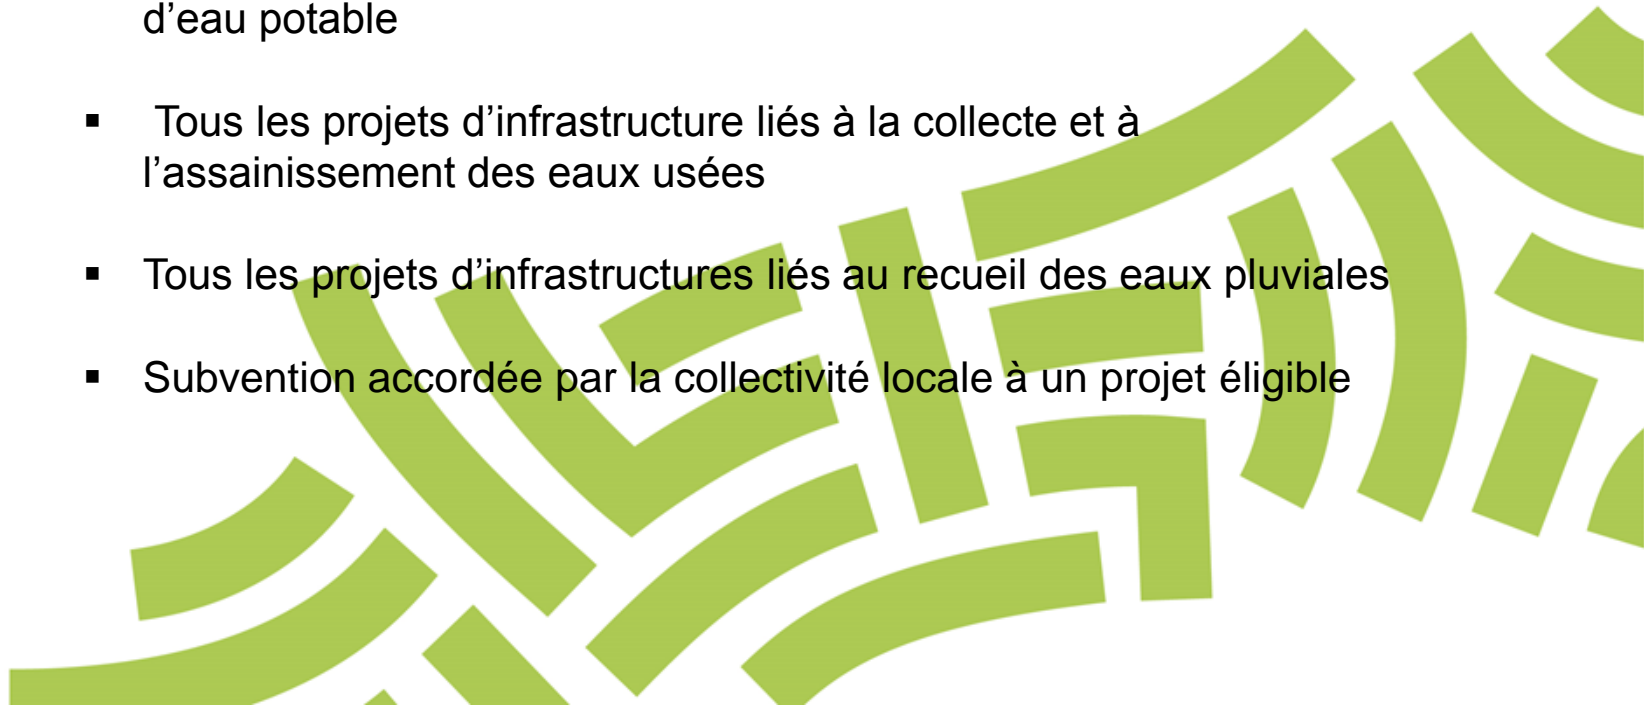 d’eau potable
▪ Tous les projets d’infrastructure liés à la collecte et à
l’assainissement des eaux usées
▪ Tous les projets d’infrastructures liés au recueil des eaux pluviales
▪ Subvention accordée par la collectivité locale à un projet éligible